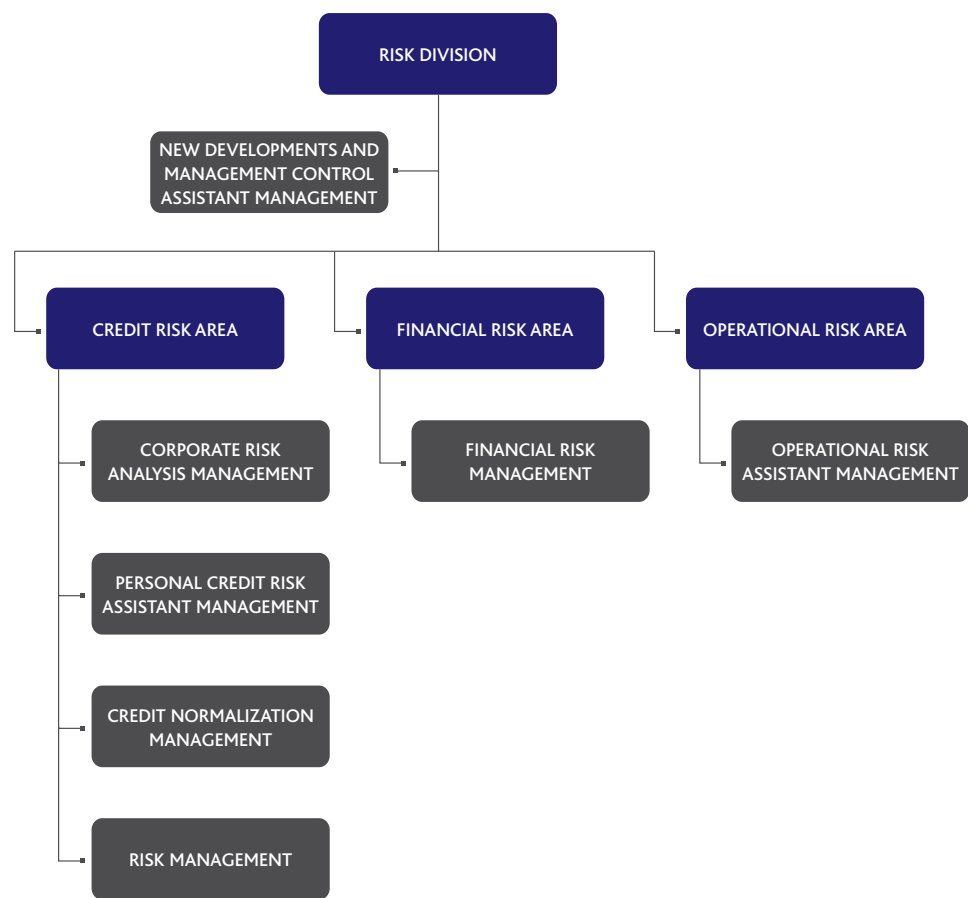 RISK DIVISION
NEW DEVELOPMENTS AND
MANAGEMENT CONTROL
ASSISTANT MANAGEMENT
CREDIT RISK AREA
FINANCIAL RISK AREA
OPERATIONAL RISK AREA
CORPORATE RISK
ANALYSIS MANAGEMENT
FINANCIAL RISK
MANAGEMENT
OPERATIONAL RISK
ASSISTANT MANAGEMENT
PERSONAL CREDIT RISK
ASSISTANT MANAGEMENT
CREDIT NORMALIZATION
MANAGEMENT
RISK MANAGEMENT